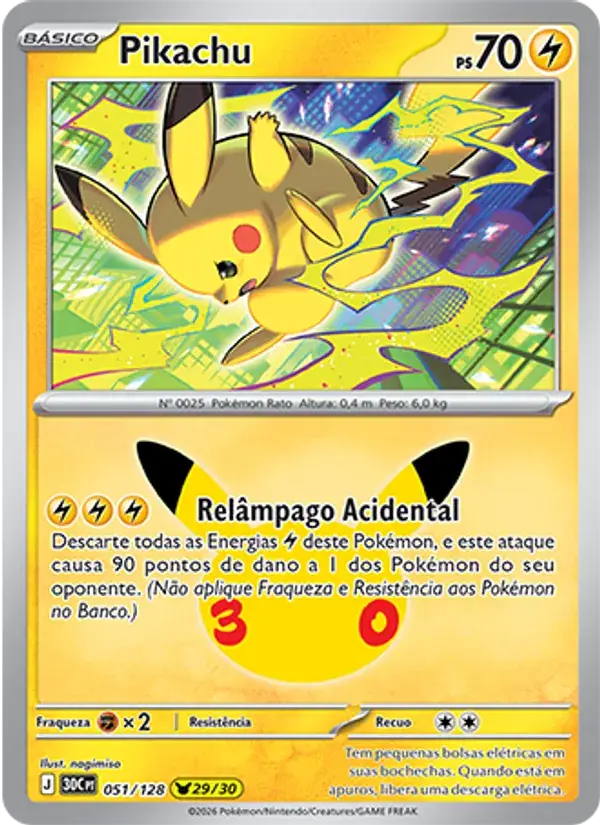 BÁSICO Pikachu PS 70
Nº 0025 Pokémon Rato Altura: 0,4 m Peso: 6,0 kg
Relâmpago Acidental
Descarte todas as Energias deste Pokémon, e este ataque
causa 90 pontos de dano a 1 dos Pokémon do seu
oponente. (Não aplique Fraqueza e Resistência aos Pokémon
no Banco.)
30
Fraqueza ×2 Resistência Recuo
Ilust. nagimiso
J 30C PT 051/128 29/30
Tem pequenas bolsas elétricas em
suas bochechas. Quando está em
apuros, libera uma descarga elétrica.
©2026 Pokémon/Nintendo/Creatures/GAME FREAK